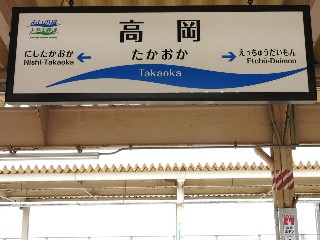 高岡
たかおか
Takaoka
にしたかおか
Nishi-Takaoka
えっちゅうだいもん
Etchū-Daimon